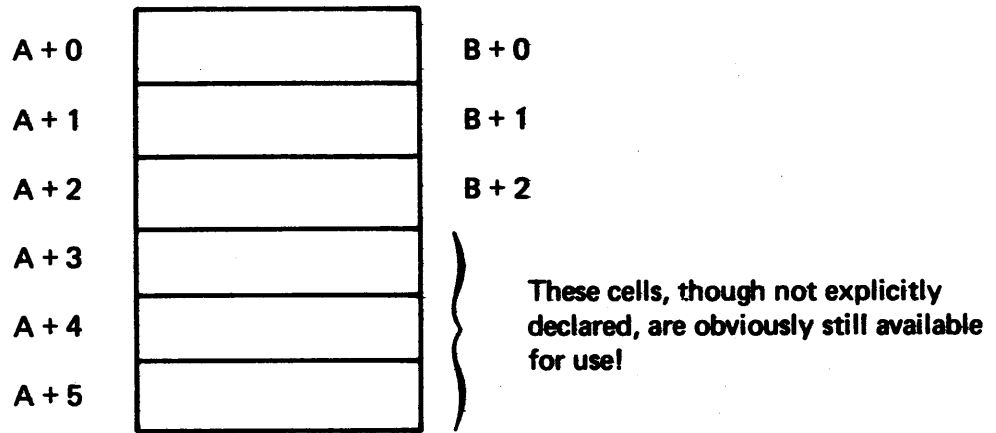 A + 0 B + 0
A + 1 B + 1
A + 2 B + 2
A + 3
These cells, though not explicitly
A + 4 declared, are obviously still available
for use!
A + 5